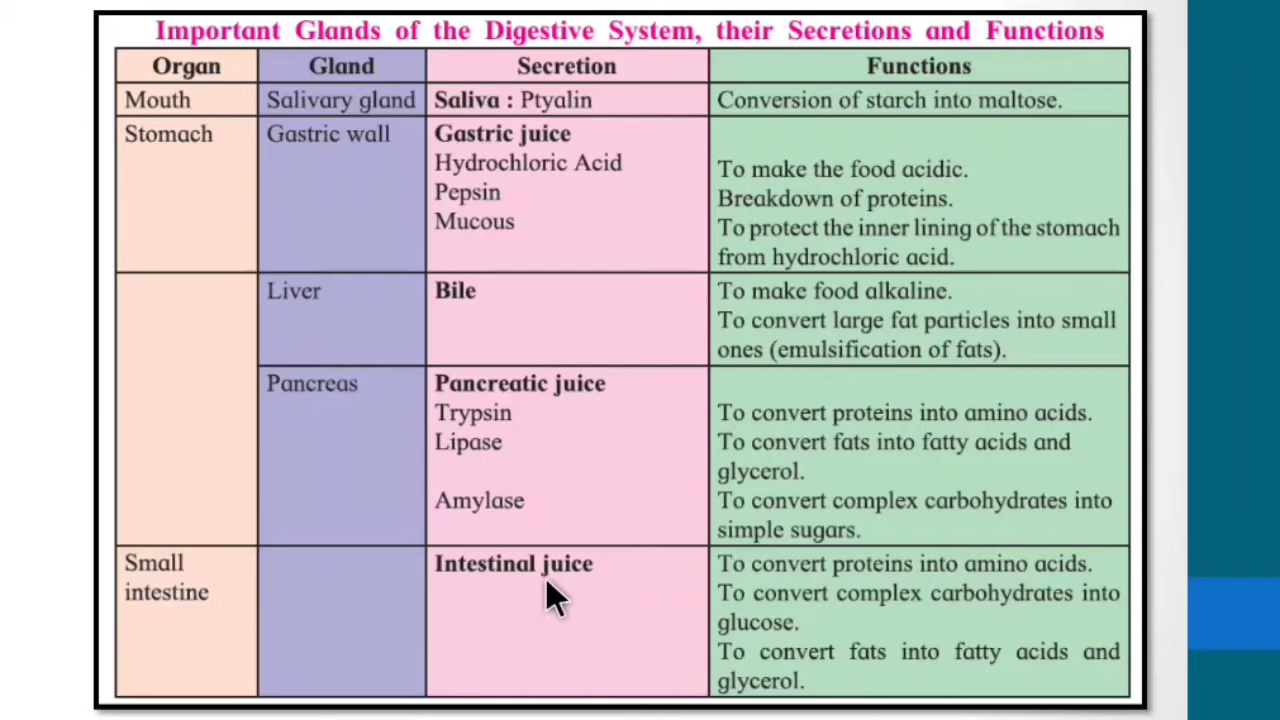 Important Glands of the Digestive System, their Secretions and Functions
Organ Gland Secretion Functions
Mouth Salivary gland Saliva : Ptyalin Conversion of starch into maltose.
Stomach Gastric wall Gastric juice
Hydrochloric Acid To make the food acidic.
Pepsin Breakdown of proteins.
Mucous To protect the inner lining of the stomach
from hydrochloric acid.
Liver Bile To make food alkaline.
To convert large fat particles into small
ones (emulsification of fats).
Pancreas Pancreatic juice
Trypsin To convert proteins into amino acids.
Lipase To convert fats into fatty acids and
glycerol.
Amylase To convert complex carbohydrates into
simple sugars.
Small Intestinal juice To convert proteins into amino acids.
intestine To convert complex carbohydrates into
glucose.
To convert fats into fatty acids and
glycerol.